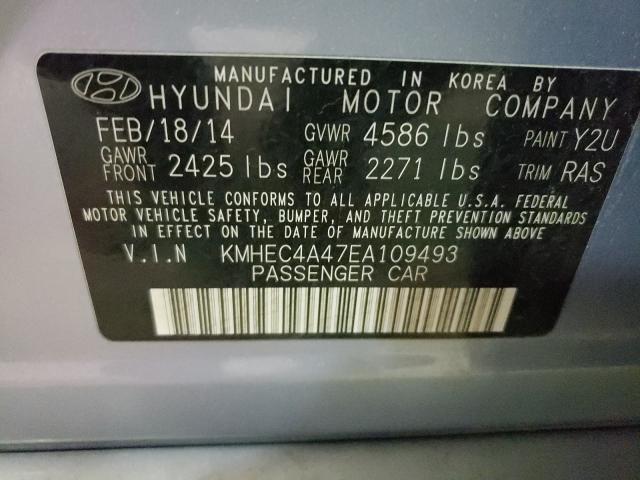 MANUFACTURED IN KOREA BY
HYUNDAI MOTOR COMPANY
FEB/18/14 GVWR 4586 lbs PAINT Y2U
GAWR FRONT 2425 lbs GAWR REAR 2271 lbs TRIM RAS
THIS VEHICLE CONFORMS TO ALL APPLICABLE U.S.A. FEDERAL
MOTOR VEHICLE SAFETY, BUMPER, AND THEFT PREVENTION STANDARDS
IN EFFECT ON THE DATE OF MANUFACTURE SHOWN ABOVE
V.I.N KMHEC4A47EA109493
PASSENGER CAR